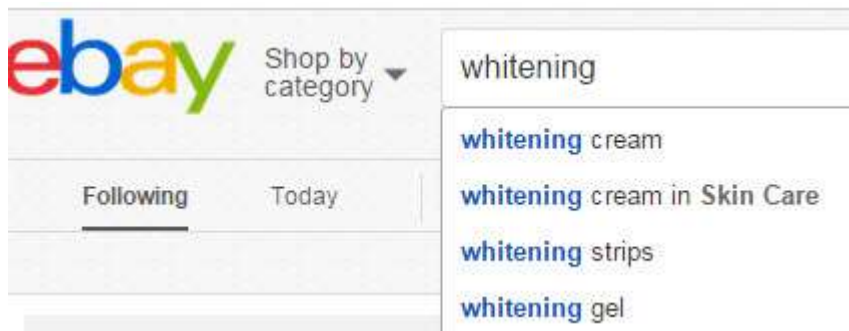 ebay
Shop by
category
whitening
whitening cream
whitening cream in Skin Care
whitening strips
whitening gel
Following
Today